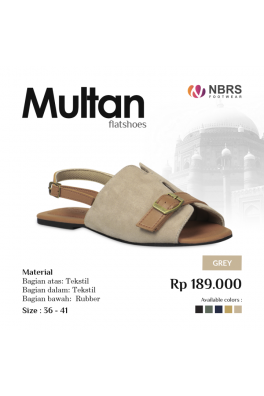 NBRS
FOOTWEAR
Multan
flatshoes
GREY
Rp 189.000
Available colors :
Material
Bagian atas: Tekstil
Bagian dalam: Tekstil
Bagian bawah: Rubber
Size : 36 - 41